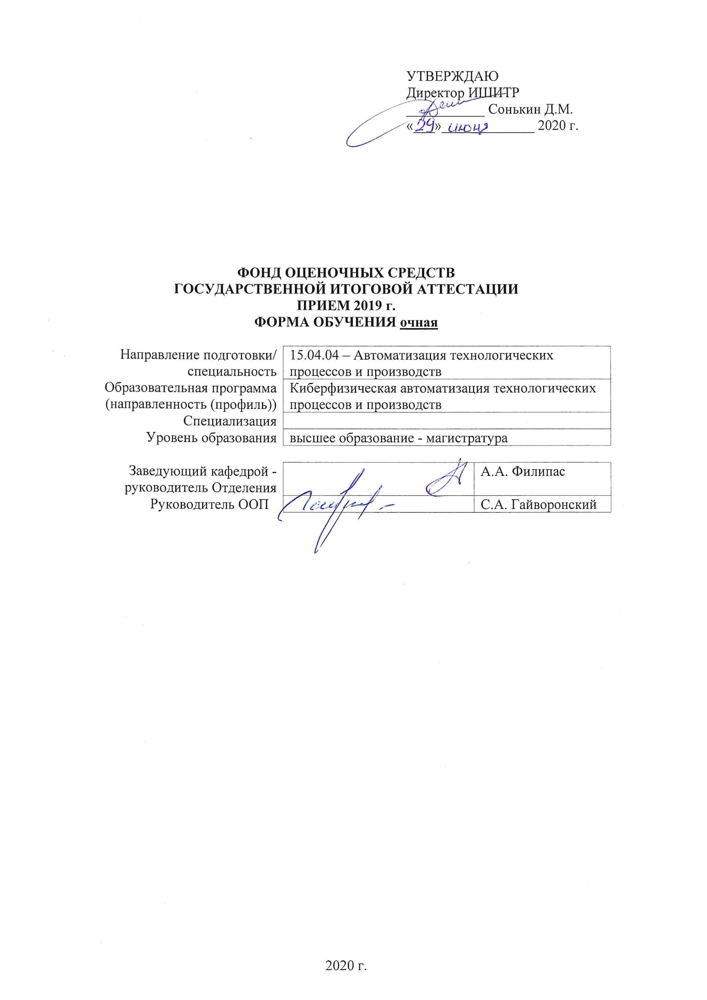 УТВЕРЖДАЮ
Директор ИШИТР
Сонькин Д.М.
«29» июня 2020 г.
ФОНД ОЦЕНОЧНЫХ СРЕДСТВ
ГОСУДАРСТВЕННОЙ ИТОГОВОЙ АТТЕСТАЦИИ
ПРИЕМ 2019 г.
ФОРМА ОБУЧЕНИЯ очная
Направление подготовки/ 15.04.04 – Автоматизация технологических
специальность процессов и производств
Образовательная программа Киберфизическая автоматизация технологических
(направленность (профиль)) процессов и производств
Специализация
Уровень образования высшее образование - магистратура
Заведующий кафедрой - А.А. Филипас
руководитель Отделения
Руководитель ООП С.А. Гайворонский
2020 г.